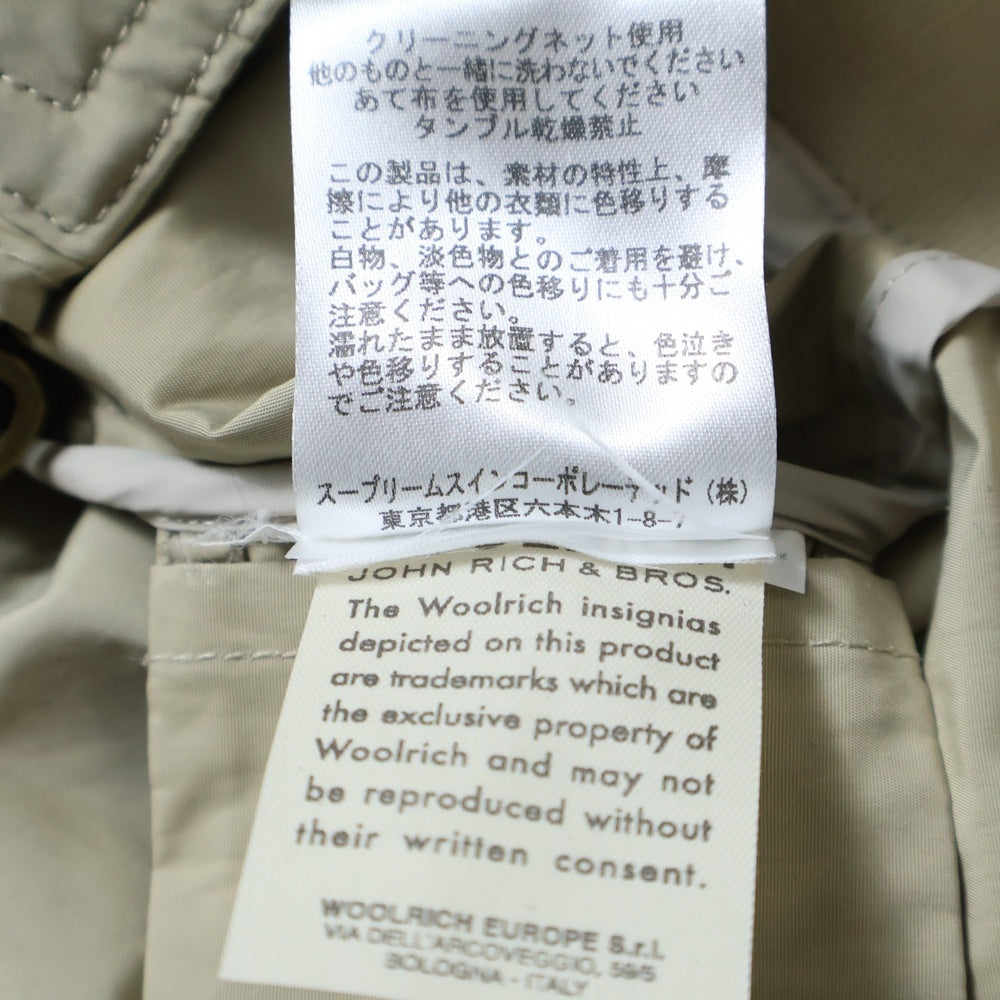 クリーニングネット使用
他のものと一緒に洗わないでください
あて布を使用してください
タンブル乾燥禁止
この製品は、素材の特性上、摩
擦により他の衣類に色移りする
ことがあります。
白物、淡色物とのご着用を避け、
バッグ等への色移りにも十分ご
注意ください。
濡れたまま放置すると、色泣き
や色移りすることがありますの
でご注意ください。
スープリームスインコーポレーテッド（株）
東京都港区六本木1-8-7
JOHN RICH & BROS.
The Woolrich insignias
depicted on this product
are trademarks which are
the exclusive property of
Woolrich and may not
be reproduced without
their written consent.
WOOLRICH EUROPE S.r.l.
VIA DELL'ARCOVEGGIO, 59/5
BOLOGNA - ITALY